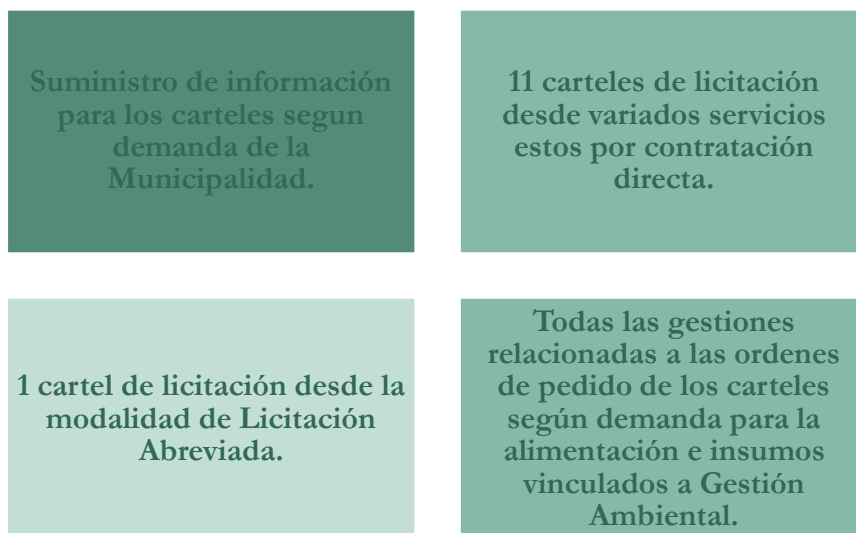 Suministro de información
para los carteles segun
demanda de la
Municipalidad.
11 carteles de licitación
desde variados servicios
estos por contratación
directa.
1 cartel de licitación desde la
modalidad de Licitación
Abreviada.
Todas las gestiones
relacionadas a las ordenes
de pedido de los carteles
según demanda para la
alimentación e insumos
vinculados a Gestión
Ambiental.